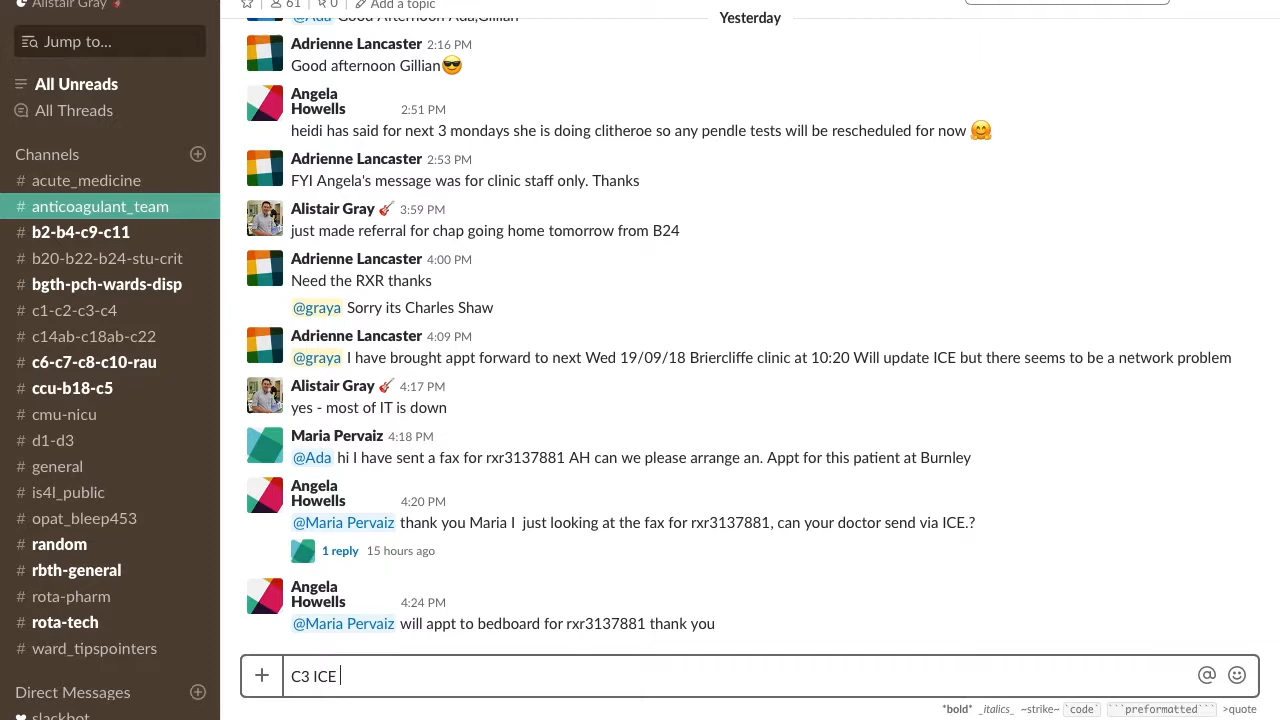 Alistair Gray
61
0
Add a topic
Jump to...
All Unreads
All Threads
Channels
# acute_medicine
# anticoagulant_team
# b2-b4-c9-c11
# b20-b22-b24-stu-crit
# bgth-pch-wards-disp
# c1-c2-c3-c4
# c14ab-c18ab-c22
# c6-c7-c8-c10-rau
# ccu-b18-c5
# cmu-nicu
# d1-d3
# general
# is4l_public
# opat_bleep453
# random
# rbth-general
# rota-pharm
# rota-tech
# ward_tipspointers
Direct Messages
slackbot
@Ada Good Afternoon Ada,Gillian
Yesterday
Adrienne Lancaster 2:16 PM
Good afternoon Gillian😎
Angela
Howells 2:51 PM
heidi has said for next 3 mondays she is doing clitheroe so any pendle tests will be rescheduled for now 🤗
Adrienne Lancaster 2:53 PM
FYI Angela's message was for clinic staff only. Thanks
Alistair Gray 🎸 3:59 PM
just made referral for chap going home tomorrow from B24
Adrienne Lancaster 4:00 PM
Need the RXR thanks
@graya Sorry its Charles Shaw
Adrienne Lancaster 4:09 PM
@graya I have brought appt forward to next Wed 19/09/18 Briercliffe clinic at 10:20 Will update ICE but there seems to be a network problem
Alistair Gray 🎸 4:17 PM
yes - most of IT is down
Maria Pervaiz 4:18 PM
@Ada hi I have sent a fax for rxr3137881 AH can we please arrange an. Appt for this patient at Burnley
Angela
Howells 4:20 PM
@Maria Pervaiz thank you Maria I  just looking at the fax for rxr3137881, can your doctor send via ICE.?
1 reply 15 hours ago
Angela
Howells 4:24 PM
@Maria Pervaiz will appt to bedboard for rxr3137881 thank you
C3 ICE
*bold* _italics_ ~strike~ `code` ```preformatted``` >quote